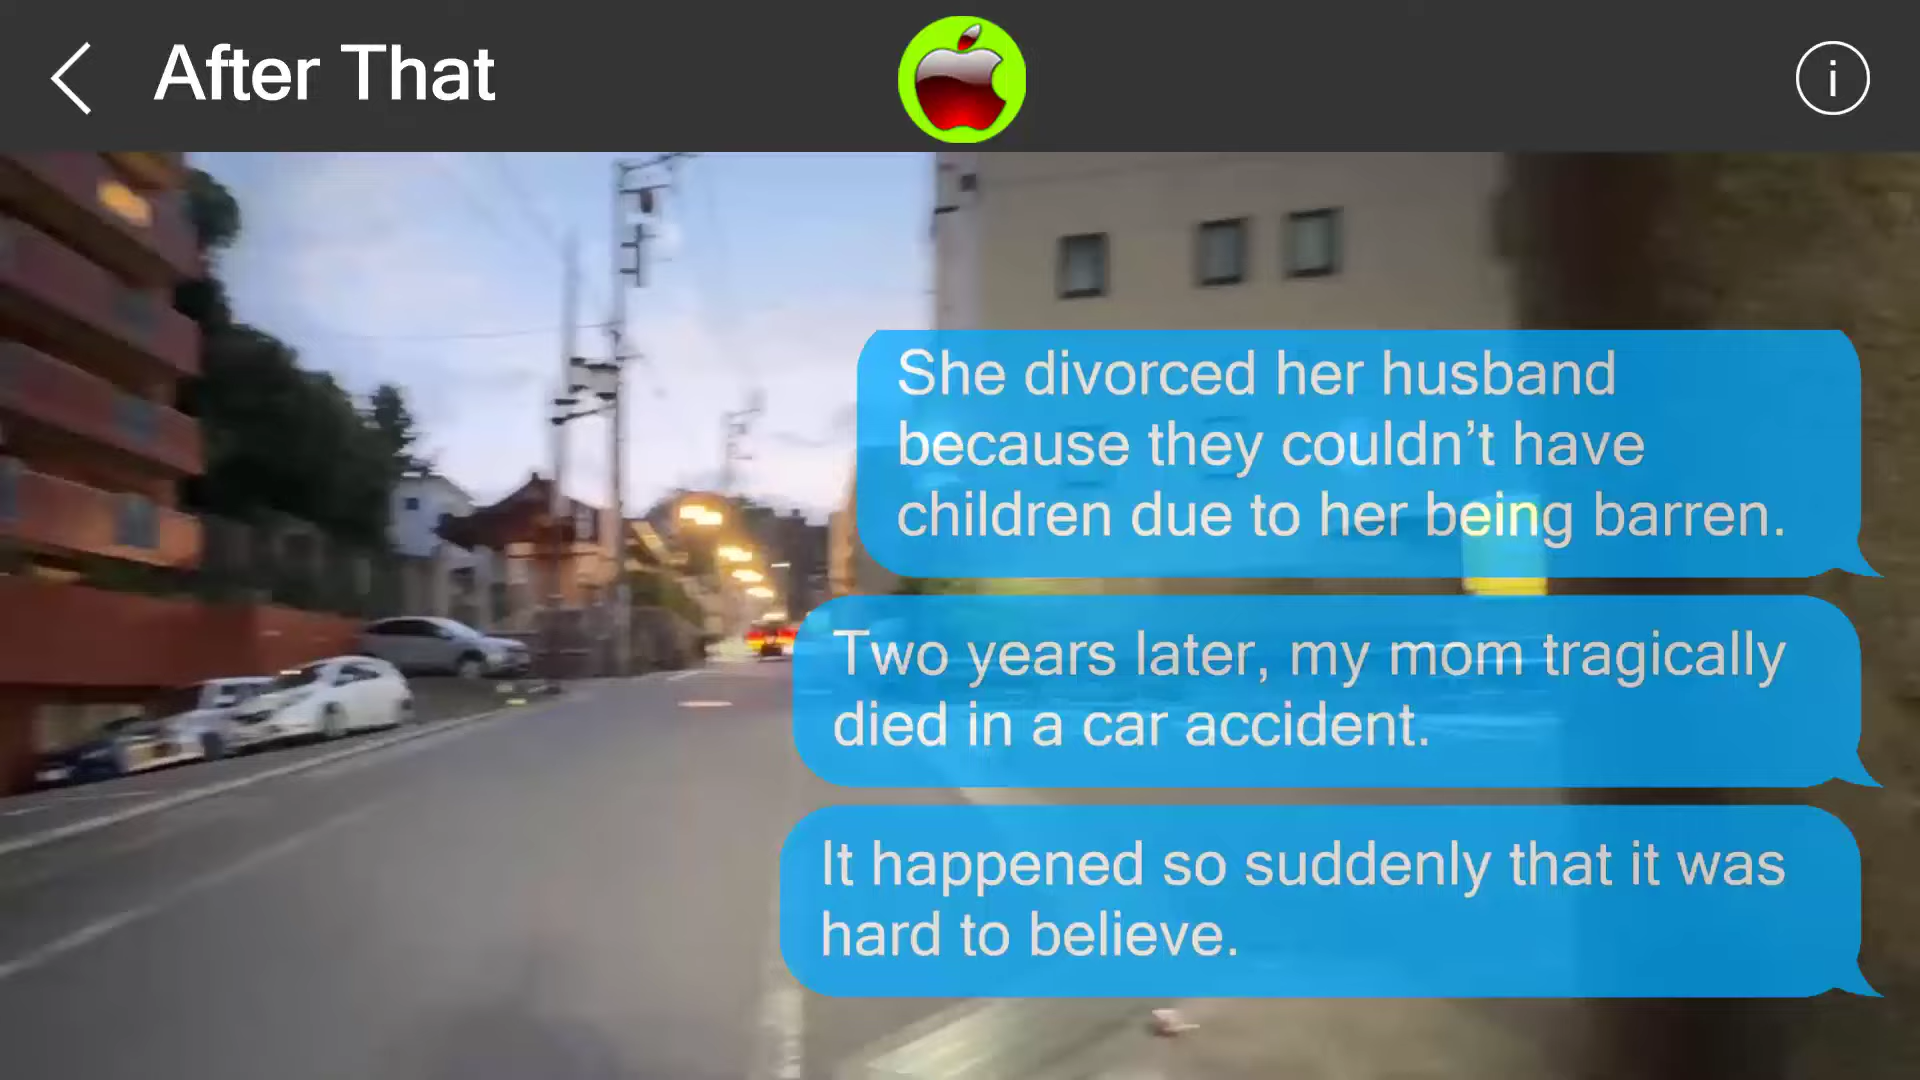 After That
i
She divorced her husband
because they couldn’t have
children due to her being barren.
Two years later, my mom tragically
died in a car accident.
It happened so suddenly that it was
hard to believe.